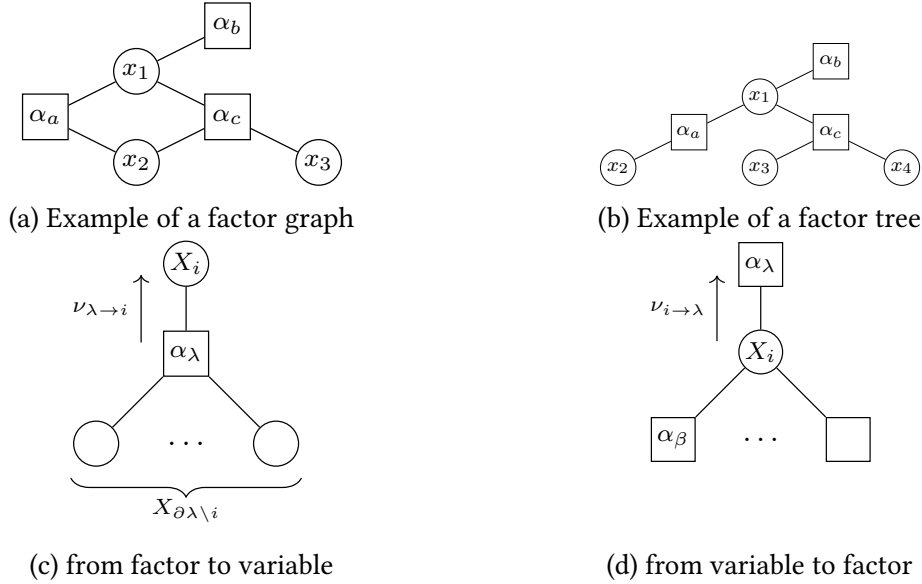 α_b
x_1
α_a
α_c
x_2
x_3
(a) Example of a factor graph
α_b
x_1
α_a
α_c
x_2
x_3
x_4
(b) Example of a factor tree
X_i
ν_{λ→i}
α_λ
...
X_{∂λ\i}
(c) from factor to variable
α_λ
ν_{i→λ}
X_i
α_β
...
(d) from variable to factor